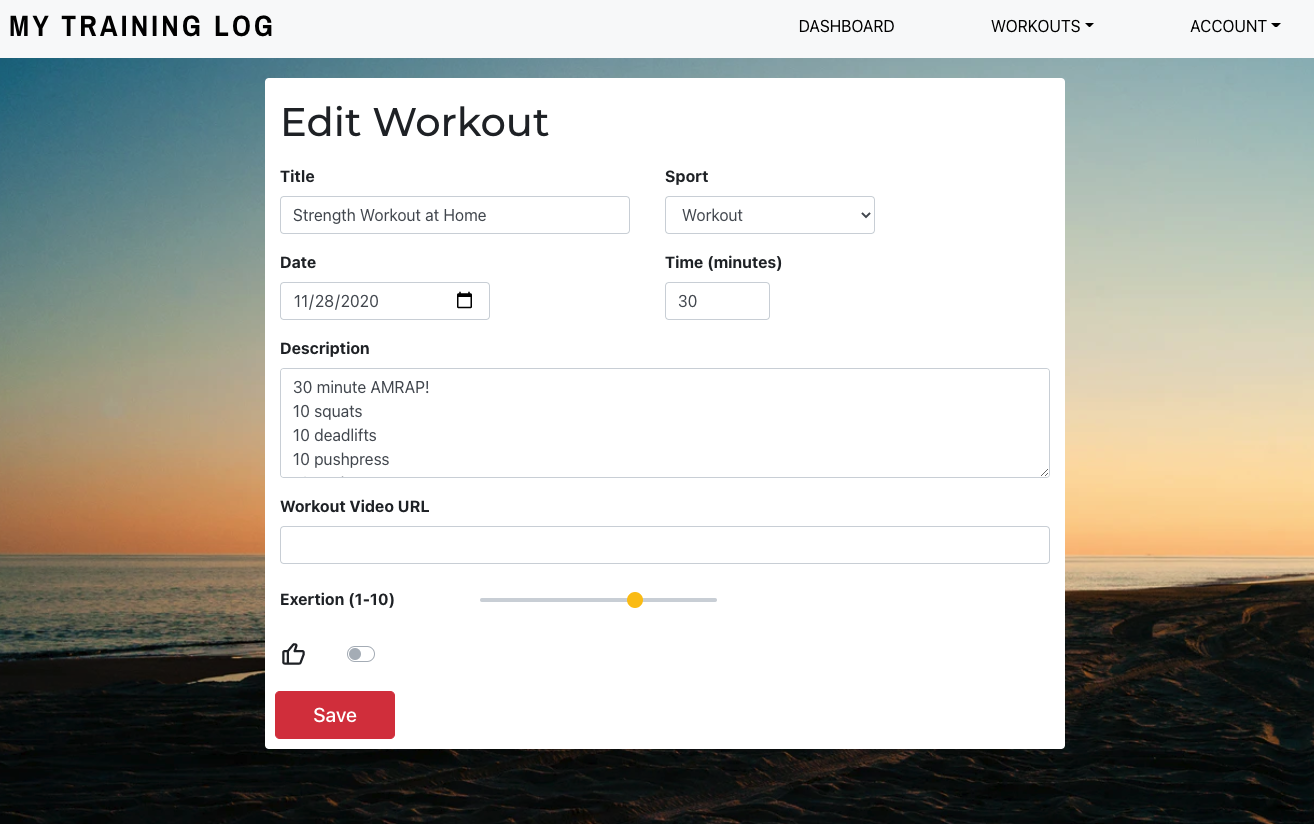 MY TRAINING LOG
DASHBOARD
WORKOUTS
ACCOUNT
Edit Workout
Title
Sport
Strength Workout at Home
Workout
Date
Time (minutes)
11/28/2020
30
Description
30 minute AMRAP!
10 squats
10 deadlifts
10 pushpress
Workout Video URL
Exertion (1-10)
Save